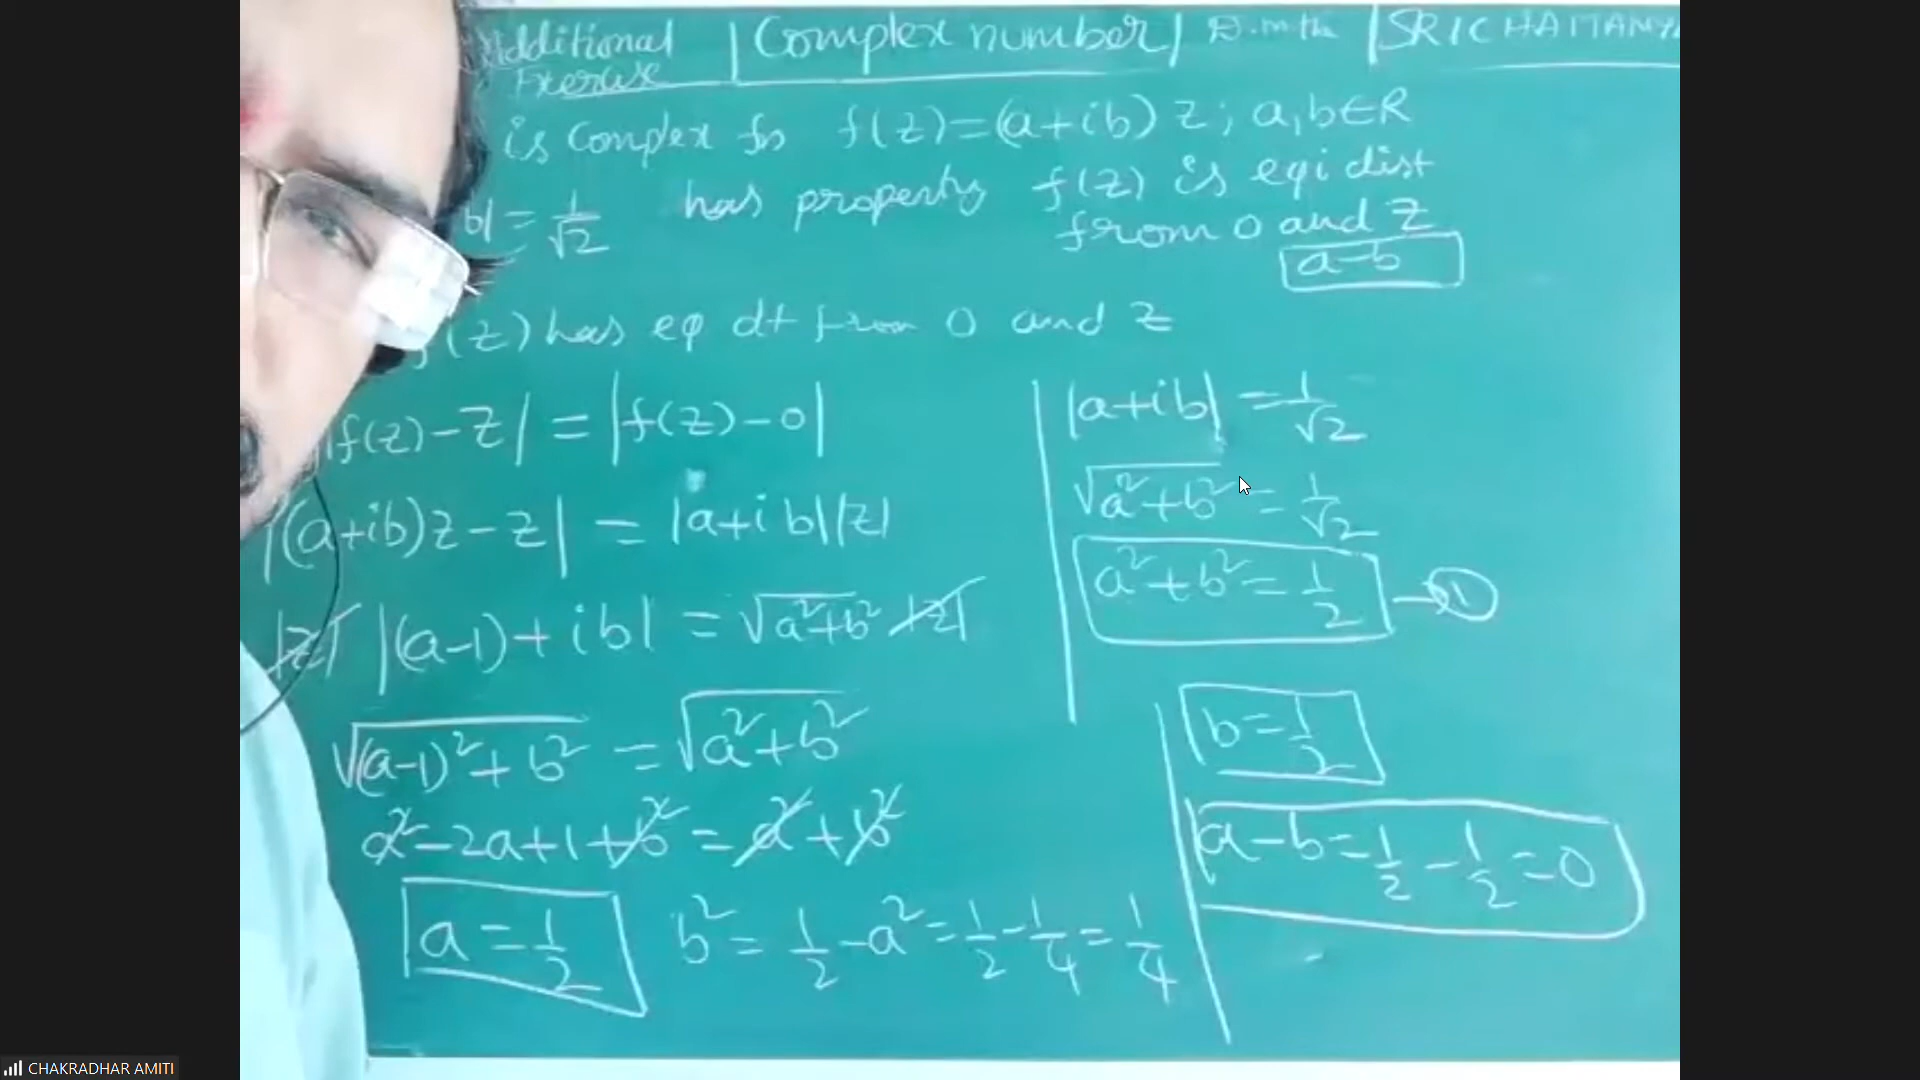 Additional | Complex number | D.m.th | SRICHAITANYA
Exercise
is complex fn f(z)=(a+ib)z; a,b∈R
b|=1/√2 has property f(z) is eqi dist
from 0 and z
a-b
f(z) has eq dt from 0 and z
|f(z)-z| = |f(z)-0|
|(a+ib)z-z| = |a+ib||z|
|z| |(a-1)+ib| = √a²+b² |z|
√(a-1)²+b² = √a²+b²
a²-2a+1+b² = a²+b²
a=1/2 b²=1/2-a²=1/2-1/4=1/4
|a+ib| = 1/√2
√a²+b² = 1/√2
a²+b²=1/2 → ①
b=1/2
a-b=1/2-1/2=0
CHAKRADHAR AMITI